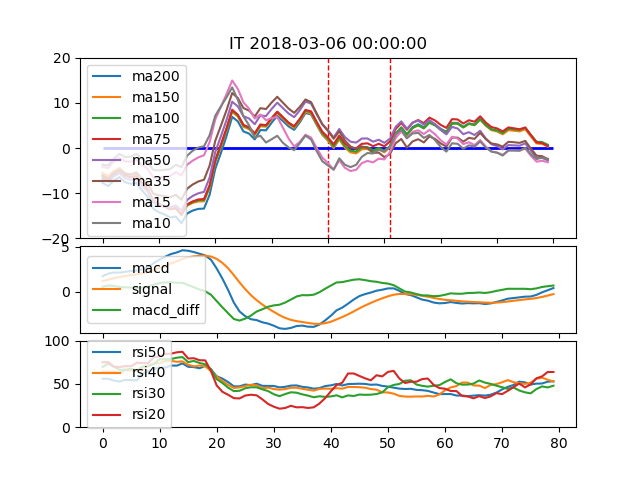 IT 2018-03-06 00:00:00
20
10
0
−10
−20
ma200
ma150
ma100
ma75
ma50
ma35
ma15
ma10
5
0
macd
signal
macd_diff
100
50
0
rsi50
rsi40
rsi30
rsi20
0 10 20 30 40 50 60 70 80